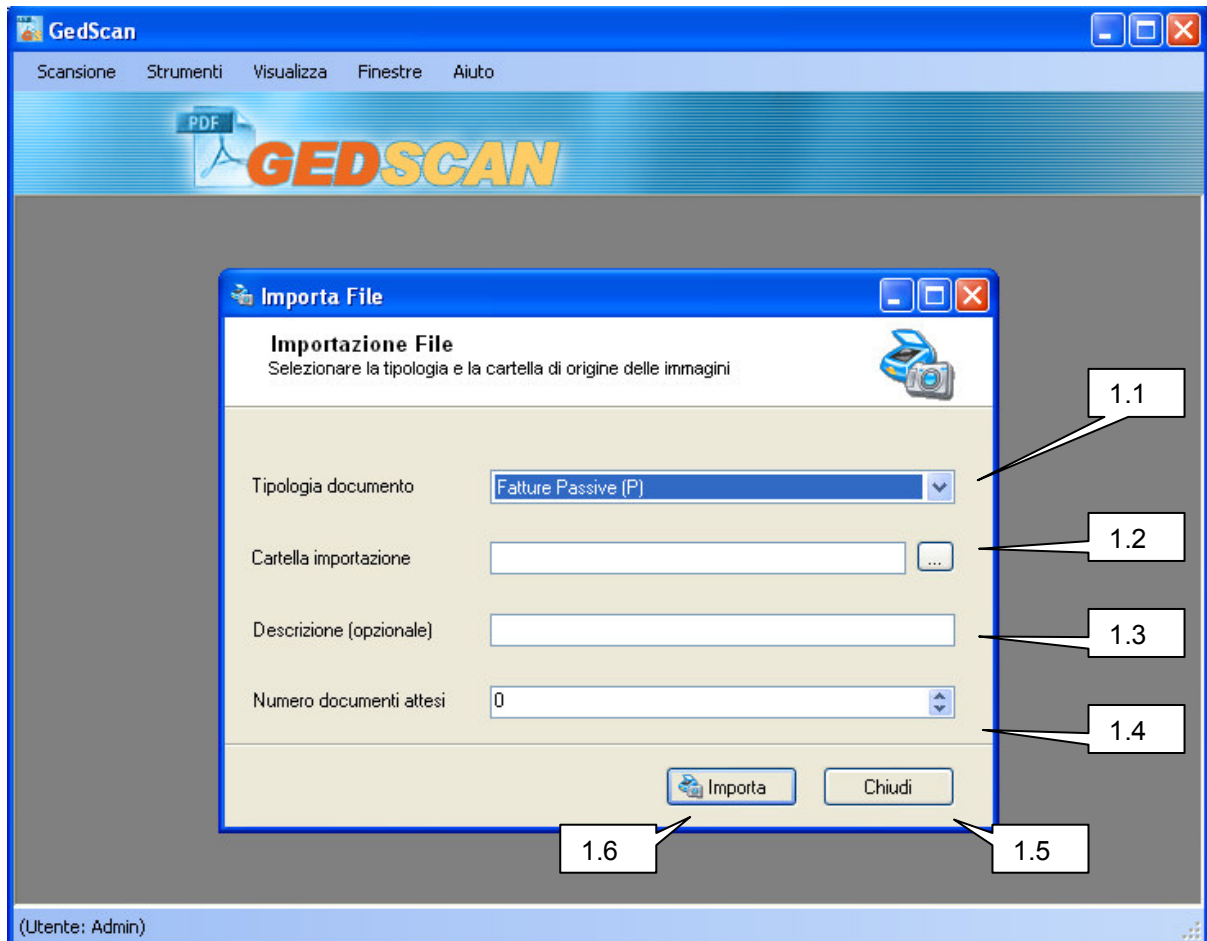 GedScan
Scansione Strumenti Visualizza Finestre Aiuto
PDF
GEDSCAN
Importa File
Importazione File
Selezionare la tipologia e la cartella di origine delle immagini
1.1
Tipologia documento Fatture Passive (P)
1.2
Cartella importazione ...
Descrizione (opzionale)
1.3
Numero documenti attesi 0
1.4
Importa Chiudi
1.6 1.5
(Utente: Admin)